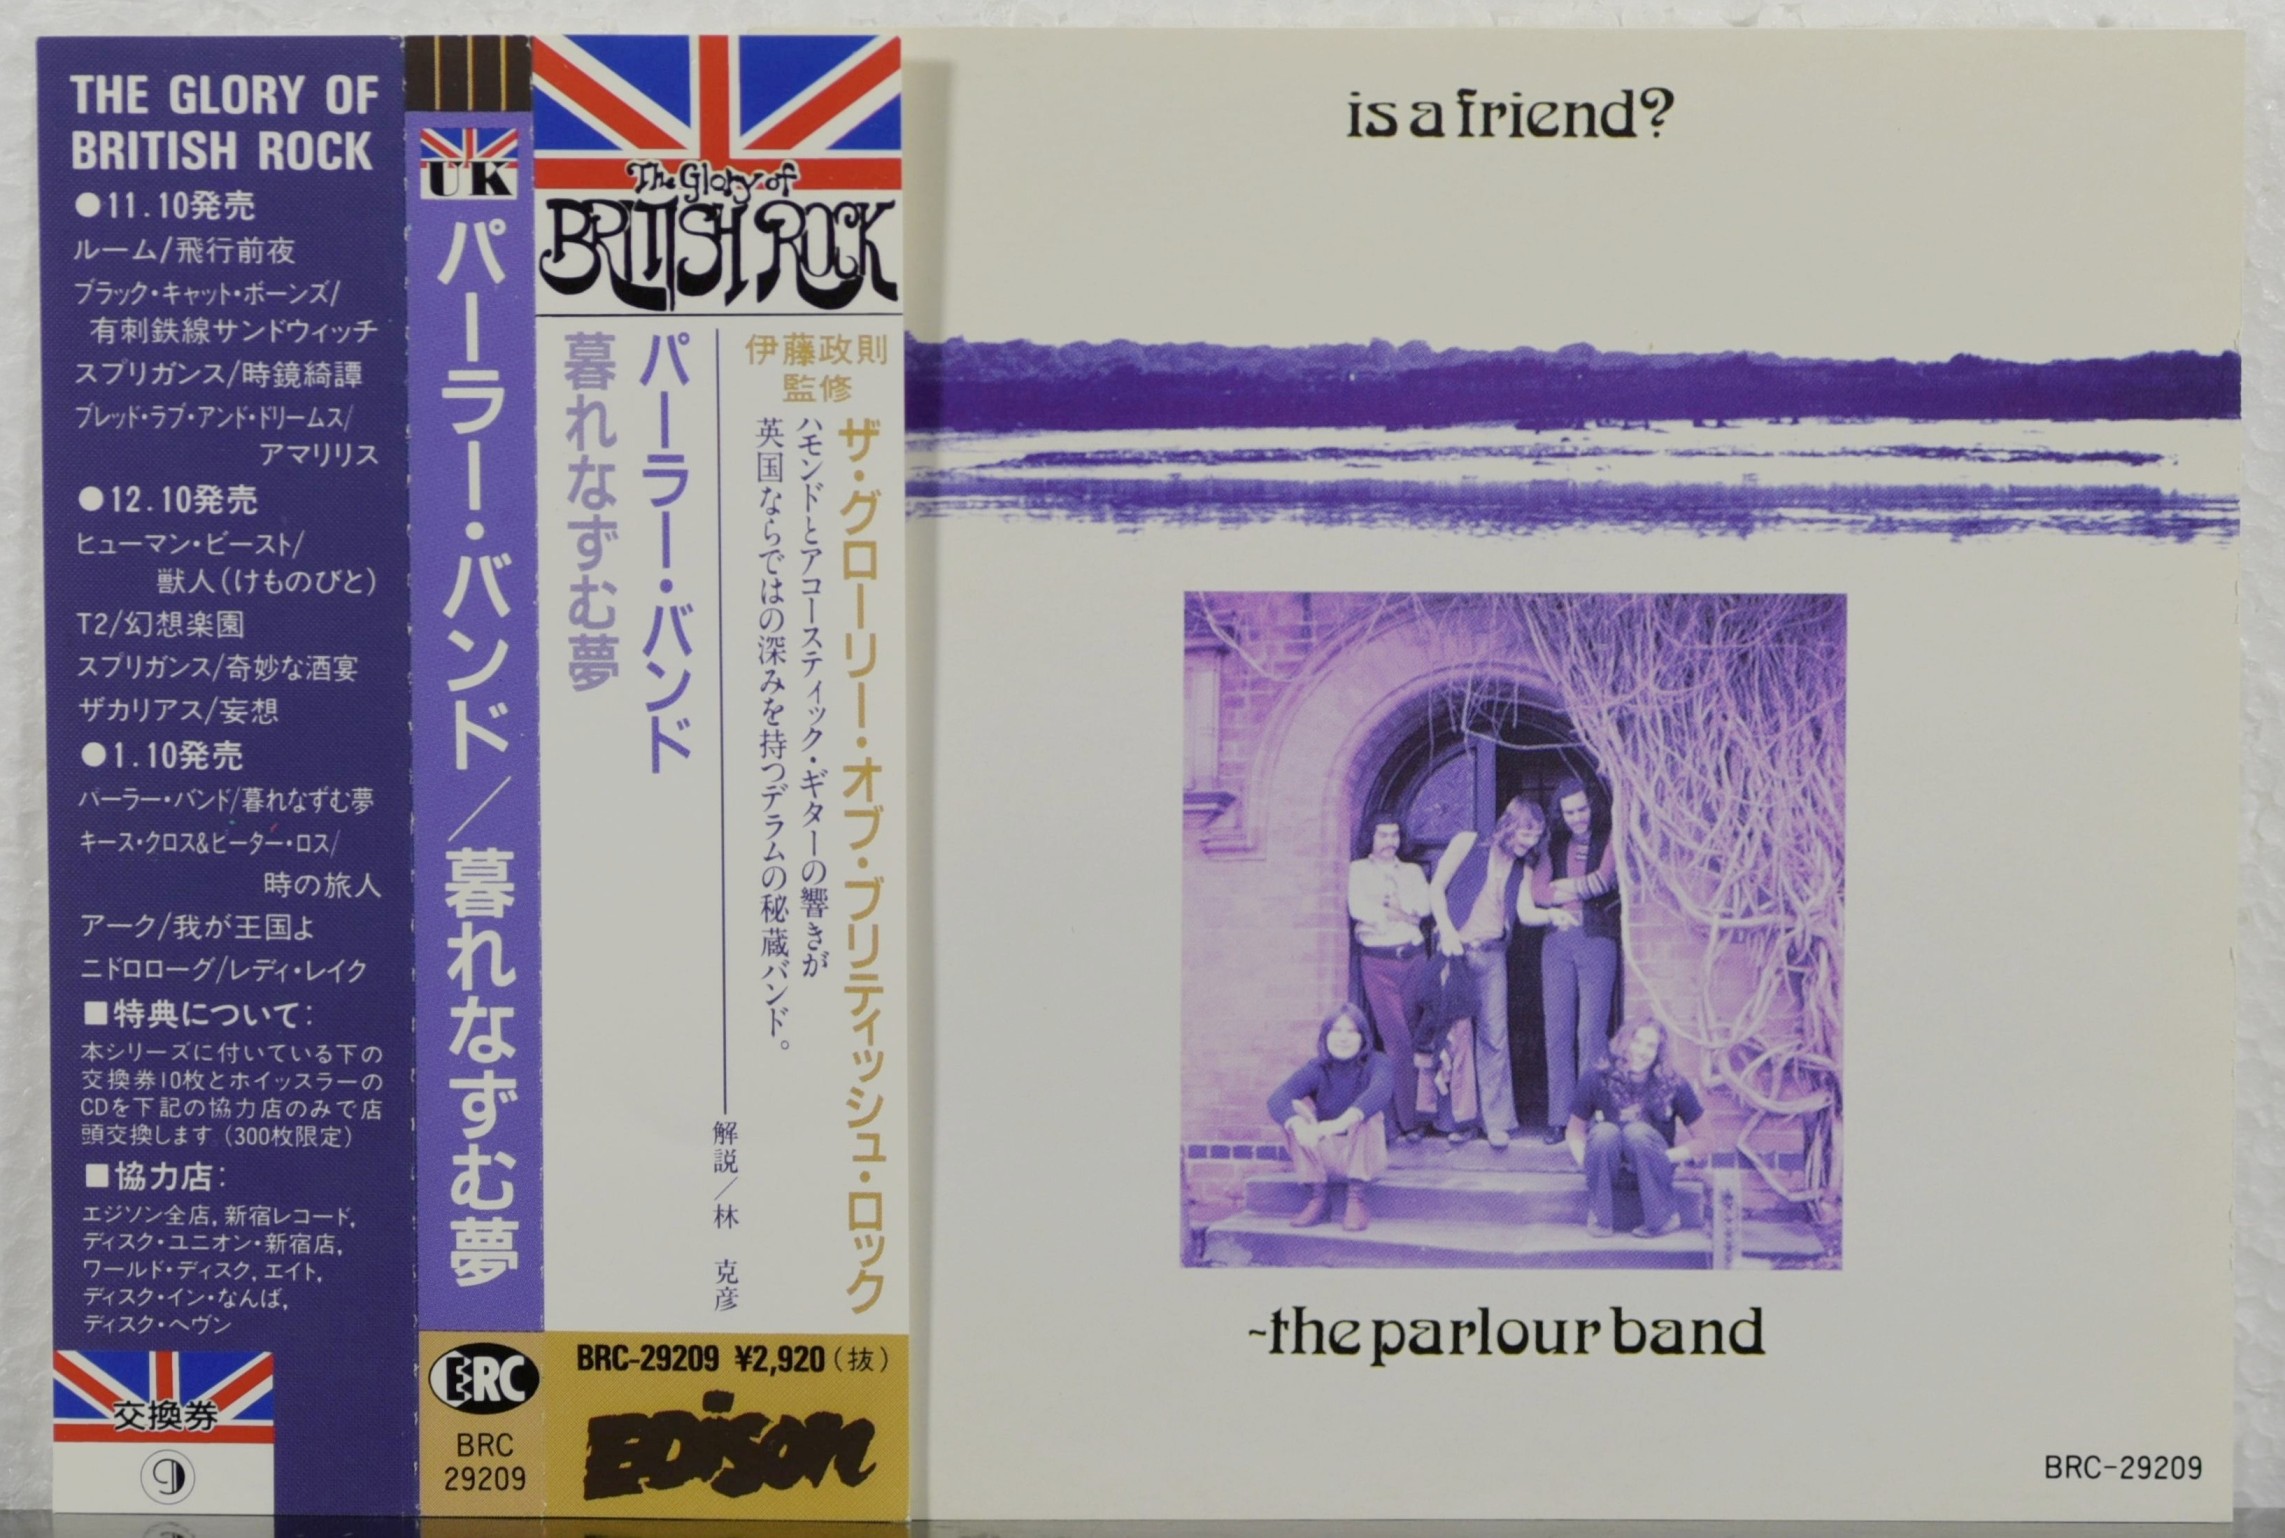 THE GLORY OF
BRITISH ROCK
●11.10発売
ルーム/飛行前夜
ブラック・キャット・ボーンズ/
有刺鉄線サンドウィッチ
スプリガンス/時鏡綺譚
ブレッド・ラブ・アンド・ドリームス/
アマリリス
●12.10発売
ヒューマン・ビースト/
獣人(けものびと)
T2/幻想楽園
スプリガンス/奇妙な酒宴
ザカリアス/妄想
●1.10発売
パーラー・バンド/暮れなずむ夢
キース・クロス&ピーター・ロス/
時の旅人
アーク/我が王国よ
ニドロローグ/レディ・レイク
■特典について:
本シリーズに付いている下の
交換券10枚とホイッスラーの
CDを下記の協力店のみで店
頭交換します(300枚限定)
■協力店:
エジソン全店,新宿レコード,
ディスク・ユニオン・新宿店,
ワールド・ディスク,エイト,
ディスク・イン・なんば,
ディスク・ヘヴン
交換券
9
UK
パーラー・バンド/暮れなずむ夢
ERC
BRC
29209
The Glory of
BRITISH ROCK
伊藤政則
監修
ザ・グローリー・オブ・ブリティッシュ・ロック
ハモンドとアコースティック・ギターの響きが
英国ならではの深みを持つデラムの秘蔵バンド。
解説/林 克彦
パーラー・バンド
暮れなずむ夢
BRC-29209 ¥2,920(抜)
EDison
is a friend?
~the parlour band
BRC-29209